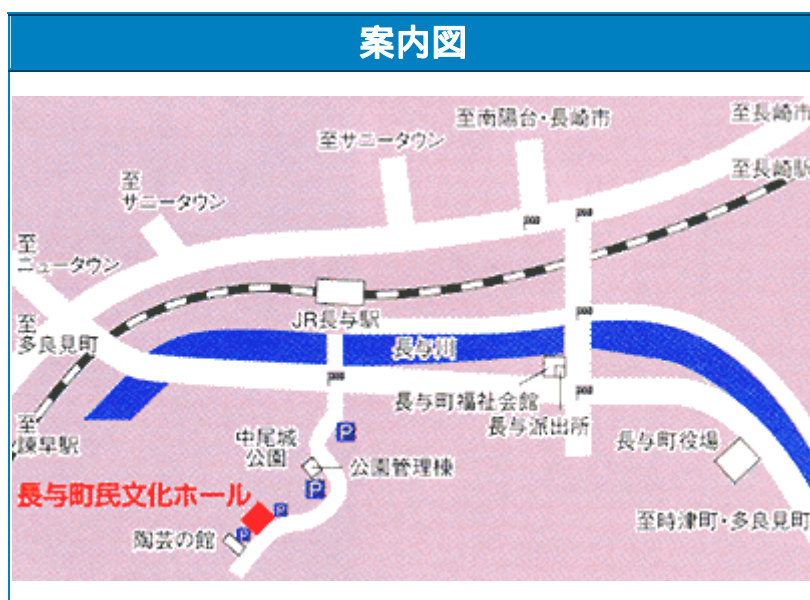 案内図
至長崎市
至南陽台・長崎市
至サニータウン
至長崎駅
至
サニータウン
至
ニュータウン
JR長与駅
至
多良見町
長与川
長与町福祉会館
長与派出所
至
諫早駅
中尾城
公園
P
公園管理棟
長与町役場
P
長与町民文化ホール
P
至時津町・多良見町
P
陶芸の館